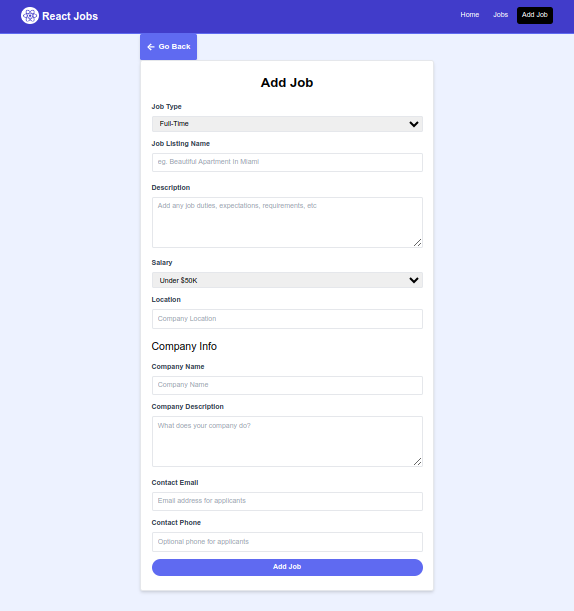 React Jobs
Home Jobs Add Job
Go Back
Add Job
Job Type
Full-Time
Job Listing Name
eg. Beautiful Apartment In Miami
Description
Add any job duties, expectations, requirements, etc
Salary
Under $50K
Location
Company Location
Company Info
Company Name
Company Name
Company Description
What does your company do?
Contact Email
Email address for applicants
Contact Phone
Optional phone for applicants
Add Job